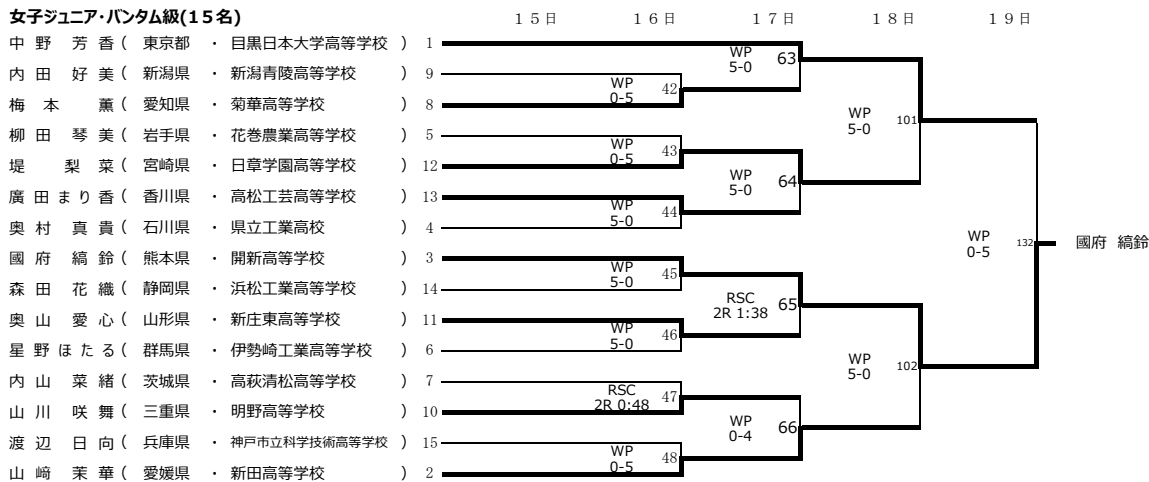 女子ジュニア・バンタム級(15名) 15日 16日 17日 18日 19日
中野 芳香 ( 東京都 ・ 目黒日本大学高等学校 ) 1
内田 好美 ( 新潟県 ・ 新潟青陵高等学校 ) 9
梅本 薫 ( 愛知県 ・ 菊華高等学校 ) 8
柳田 琴美 ( 岩手県 ・ 花巻農業高等学校 ) 5
堤 梨菜 ( 宮崎県 ・ 日章学園高等学校 ) 12
廣田まり香 ( 香川県 ・ 高松工芸高等学校 ) 13
奥村 真貴 ( 石川県 ・ 県立工業高校 ) 4
國府 縞鈴 ( 熊本県 ・ 開新高等学校 ) 3
森田 花織 ( 静岡県 ・ 浜松工業高等学校 ) 14
奥山 愛心 ( 山形県 ・ 新庄東高等学校 ) 11
星野ほたる ( 群馬県 ・ 伊勢崎工業高等学校 ) 6
内山 菜緒 ( 茨城県 ・ 高萩清松高等学校 ) 7
山川 咲舞 ( 三重県 ・ 明野高等学校 ) 10
渡辺 日向 ( 兵庫県 ・ 神戸市立科学技術高等学校 ) 15
山﨑 茉華 ( 愛媛県 ・ 新田高等学校 ) 2
WP
0-5 42
WP
0-5 43
WP
5-0 44
WP
5-0 45
WP
5-0 46
RSC
2R 0:48 47
WP
0-5 48
WP
5-0 63
WP
5-0 64
RSC
2R 1:38 65
WP
0-4 66
WP
5-0 101
WP
5-0 102
WP
0-5 132
國府 縞鈴